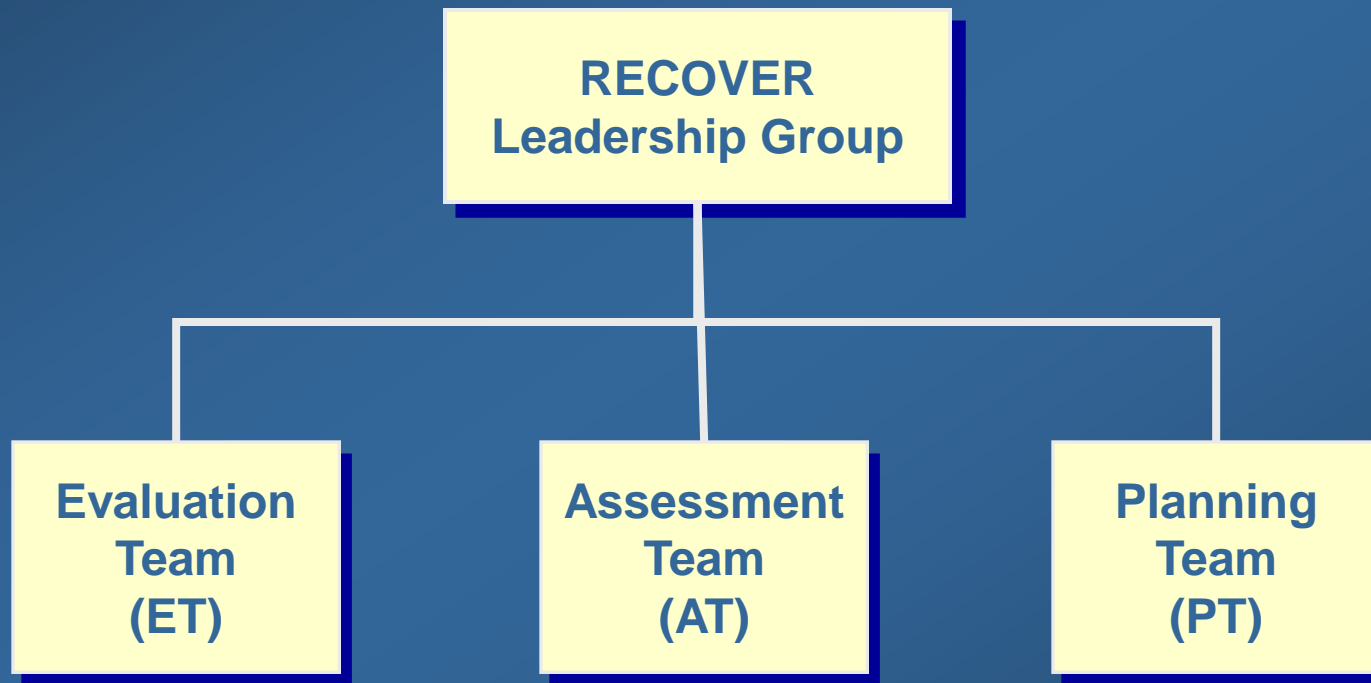 RECOVER
Leadership Group
Evaluation
Team
(ET)
Assessment
Team
(AT)
Planning
Team
(PT)